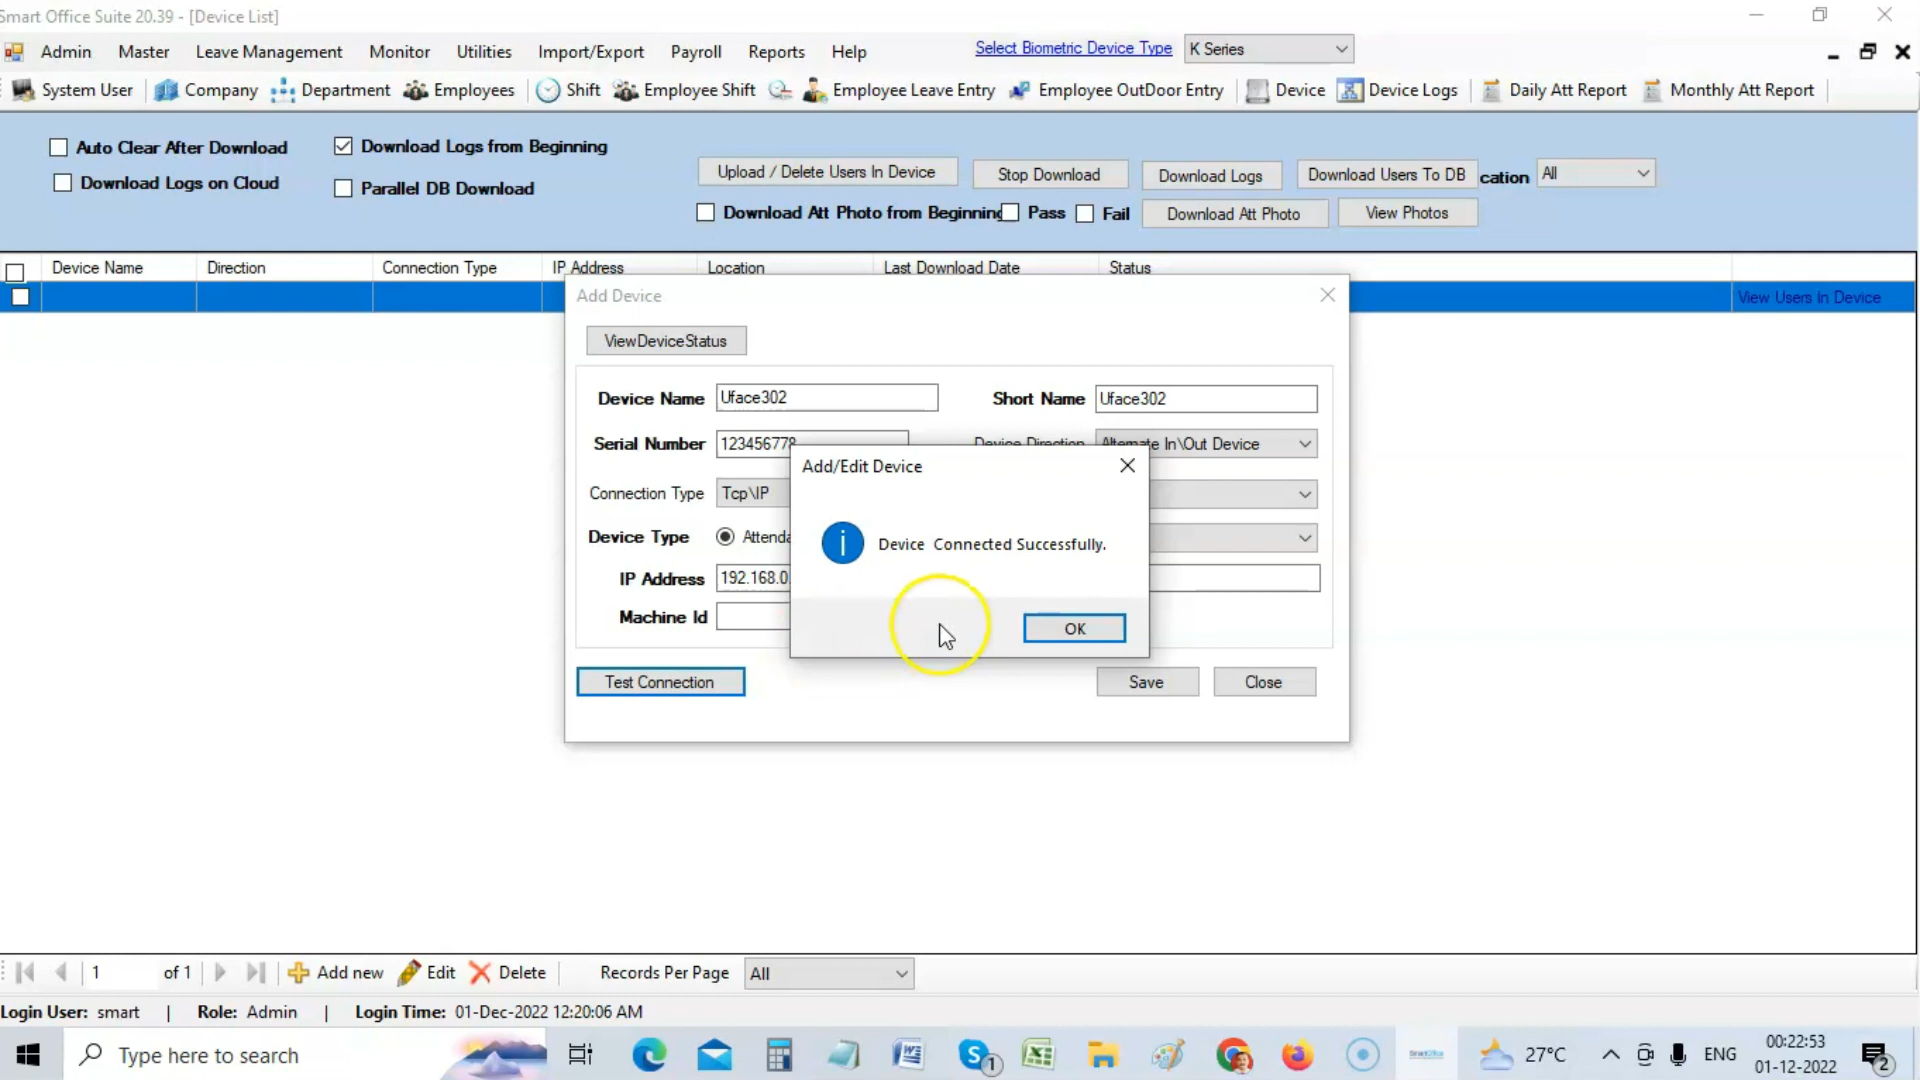 Smart Office Suite 20.39 - [Device List]
Admin Master Leave Management Monitor Utilities Import/Export Payroll Reports Help Select Biometric Device Type K Series
System User Company Department Employees Shift Employee Shift Employee Leave Entry Employee OutDoor Entry Device Device Logs Daily Att Report Monthly Att Report
Auto Clear After Download Download Logs from Beginning
Upload / Delete Users In Device Stop Download Download Logs Download Users To DB cation All
Download Logs on Cloud Parallel DB Download
Download Att Photo from Beginning Pass Fail Download Att Photo View Photos
Device Name Direction Connection Type IP Address Location Last Download Date Status
View Users In Device
Add Device
ViewDeviceStatus
Device Name Uface302 Short Name Uface302
Serial Number 123456778 Device Direction Alternate In\Out Device
Add/Edit Device
Connection Type Tcp\IP
Device Type Attenda
Device Connected Successfully.
IP Address 192.168.0
Machine Id
OK
Test Connection Save Close
1 of 1 Add new Edit Delete Records Per Page All
Login User: smart | Role: Admin | Login Time: 01-Dec-2022 12:20:06 AM
Type here to search 1 27°C ENG 00:22:53
01-12-2022 2